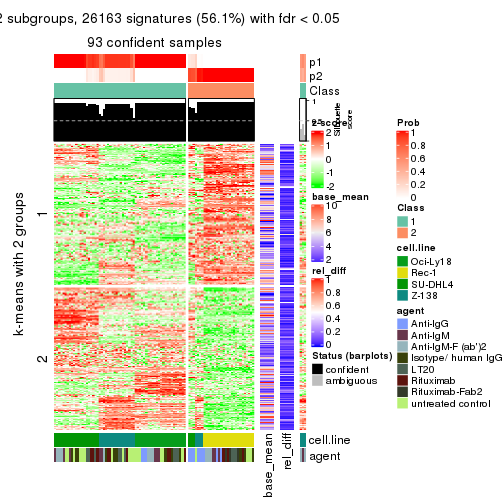 2 subgroups, 26163 signatures (56.1%) with fdr < 0.05
93 confident samples
p1
p2
Class
1
0.5
0
Silhouette
score
z-score
2
1
0
-1
-2
base_mean
10
8
6
4
2
rel_diff
1
0.8
0.6
0.4
0.2
0
Status (barplots)
confident
ambiguous
Prob
1
0.8
0.6
0.4
0.2
0
Class
1
2
cell.line
Oci-Ly18
Rec-1
SU-DHL4
Z-138
agent
Anti-IgG
Anti-IgM
Anti-IgM-F (ab')2
Isotype/ human IgG
LT20
Rituximab
Rituximab-Fab2
untreated control
k-means with 2 groups
1
2
cell.line
agent
base_mean
rel_diff